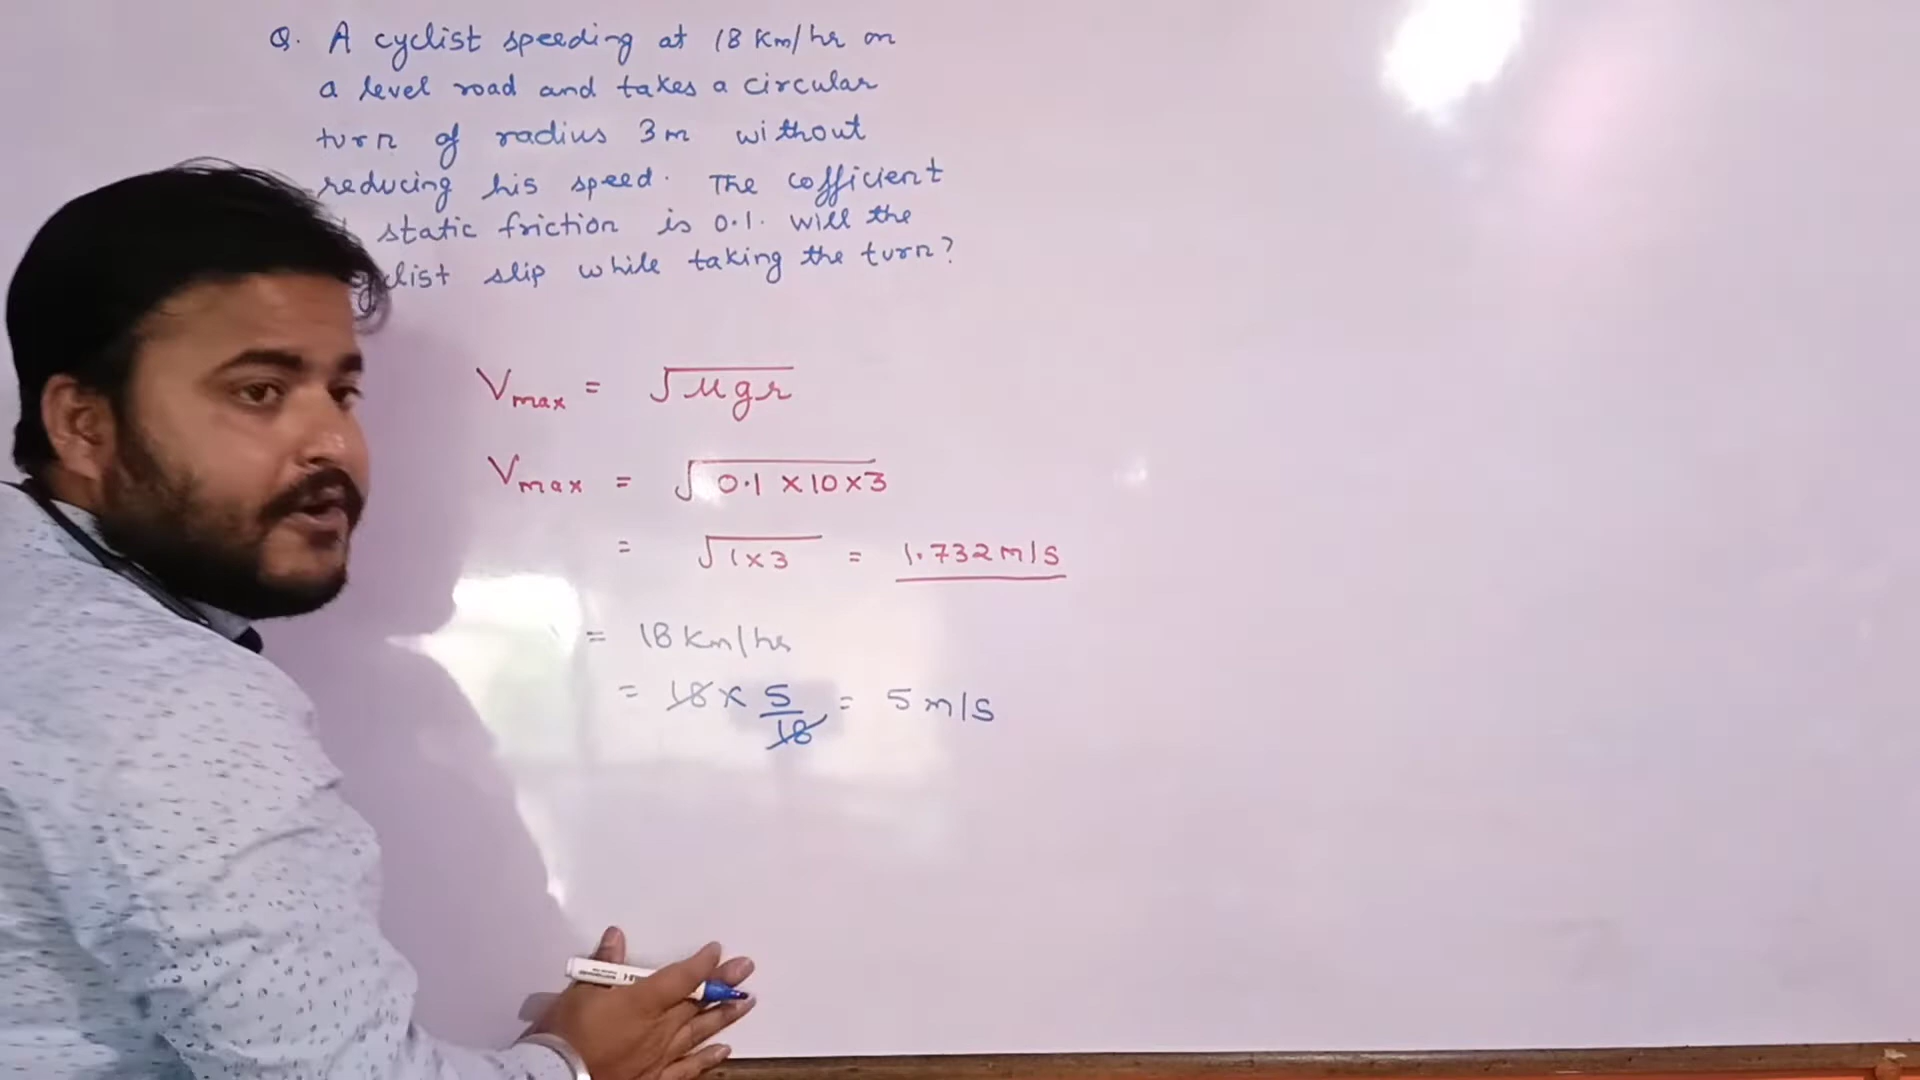 Q. A cyclist speeding at 18 Km/hr on
a level road and takes a circular
turn of radius 3m without
reducing his speed. The cofficient
static friction is 0.1. will the
cyclist slip while taking the turn?
Vmax = √μgr
Vmax = √0.1 x 10 x 3
= √1 x 3 = 1.732 m/s
= 18 km/hr
= 18 x 5/18 = 5 m/s